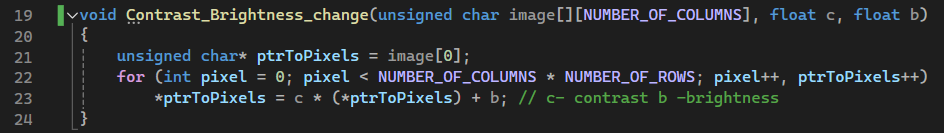 19 void Contrast_Brightness_change(unsigned char image[][NUMBER_OF_COLUMNS], float c, float b)
20 {
21 unsigned char* ptrToPixels = image[0];
22 for (int pixel = 0; pixel < NUMBER_OF_COLUMNS * NUMBER_OF_ROWS; pixel++, ptrToPixels++)
23 *ptrToPixels = c * (*ptrToPixels) + b; // c- contrast b -brightness
24 }